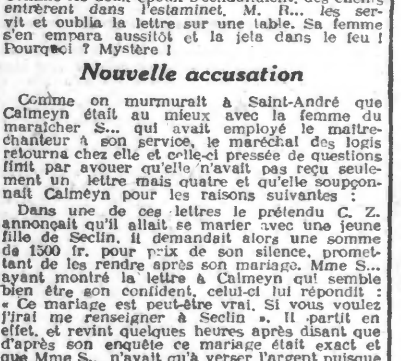 entrèrent dans l'estaminet. M. R... les ser-
vit et oublia la lettre sur une table. Sa femme
s'en empara aussitôt et la jeta dans le feu !
Pourquoi ? Mystère !
Nouvelle accusation
Comme on murmurait à Saint-André que
Calmeyn était au mieux avec la femme du
maraîcher S... qui avait employé le maître-
chanteur à son service, le maréchal des logis
retourna chez elle et celle-ci pressée de questions
finit par avouer qu'elle n'avait pas reçu seule-
ment un lettre mais quatre et qu'elle soupçon-
nait Calmeyn pour les raisons suivantes :
Dans une de ces lettres le prétendu C. Z.
annonçait qu'il allait se marier avec une jeune
fille de Seclin. il demandait alors une somme
de 1500 fr. pour prix de son silence, promet-
tant de les rendre après son mariage. Mme S...
ayant montré la lettre à Calmeyn qui semble
bien être son confident, celui-ci lui répondit :
« Ce mariage est peut-être vrai. Si vous voulez
j'irai me renseigner à Seclin ». Il partit en
effet, et revint quelques heures après disant que
d'après son enquête ce mariage était exact et
que Mme S... n'avait qu'à verser l'argent puisque